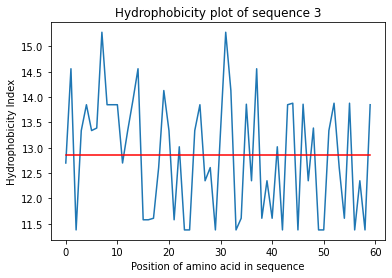 Hydrophobicity plot of sequence 3
Hydrophobicity Index
15.0
14.5
14.0
13.5
13.0
12.5
12.0
11.5
0 10 20 30 40 50 60
Position of amino acid in sequence